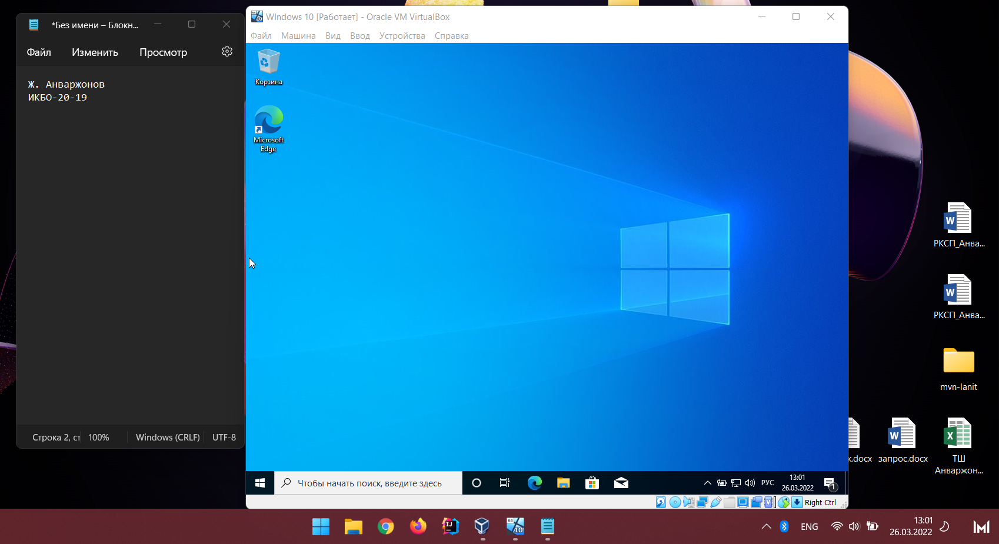 *Без имени – Блокн...
Файл Изменить Просмотр
Ж. Анваржонов
ИКБО-20-19
Строка 2, ст 100% Windows (CRLF) UTF-8
WIndows 10 [Работает] - Oracle VM VirtualBox
Файл Машина Вид Ввод Устройства Справка
Корзина
Microsoft
Edge
Чтобы начать поиск, введите здесь
РУС
13:01
26.03.2022
1
Right Ctrl
РКСП_Анва...
РКСП_Анва...
mvn-lanit
к.docx
запрос.docx
ТШ
Анваржон...
ENG
13:01
26.03.2022